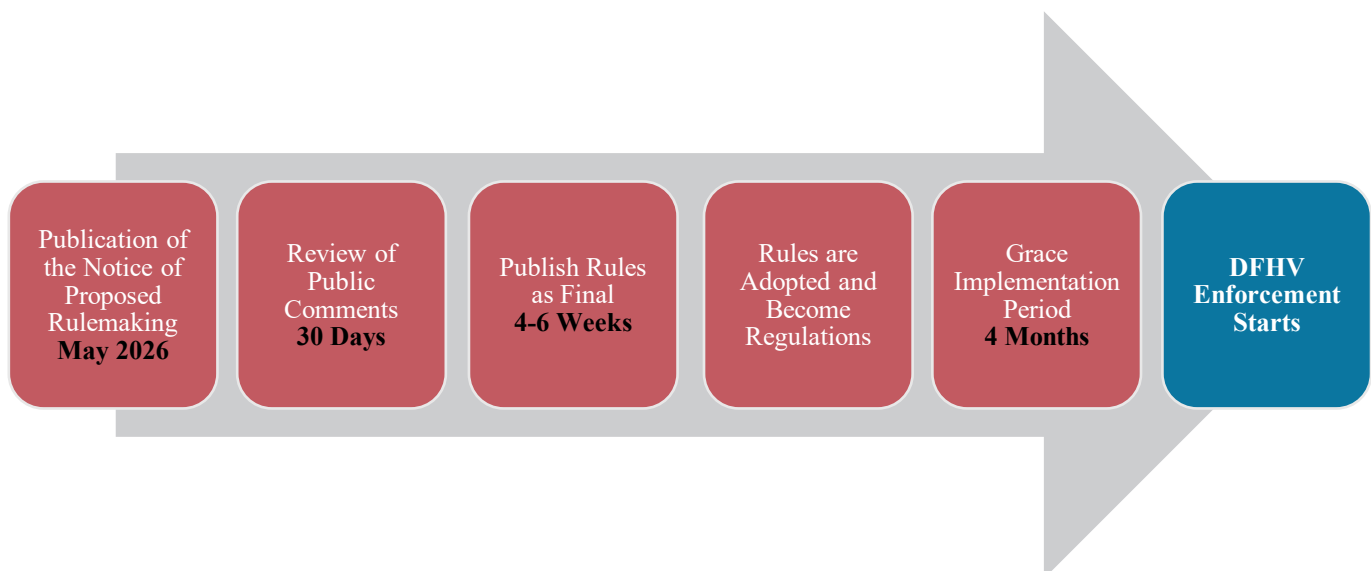 Publication of
the Notice of
Proposed
Rulemaking
May 2026
Review of
Public
Comments
30 Days
Publish Rules
as Final
4-6 Weeks
Rules are
Adopted and
Become
Regulations
Grace
Implementation
Period
4 Months
DFHV
Enforcement
Starts